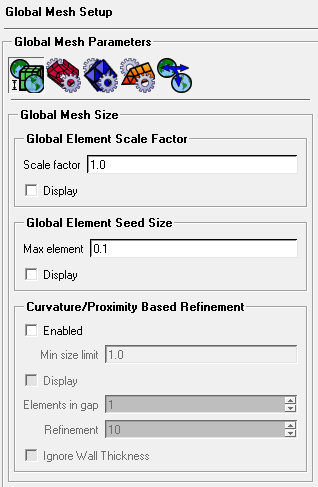 Global Mesh Setup
Global Mesh Parameters
Global Mesh Size
Global Element Scale Factor
Scale factor 1.0
Display
Global Element Seed Size
Max element 0.1
Display
Curvature/Proximity Based Refinement
Enabled
Min size limit 1.0
Display
Elements in gap 1
Refinement 10
Ignore Wall Thickness